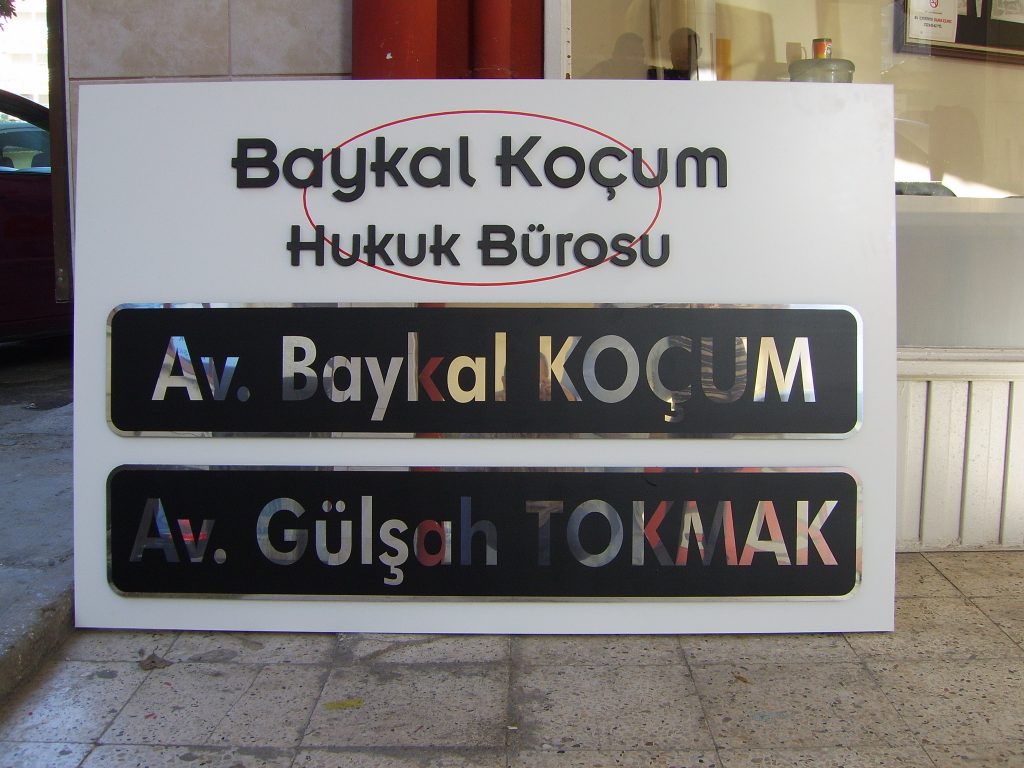 Baykal Koçum
Hukuk Bürosu
Av. Baykal KOÇUM
Av. Gülşah TOKMAK